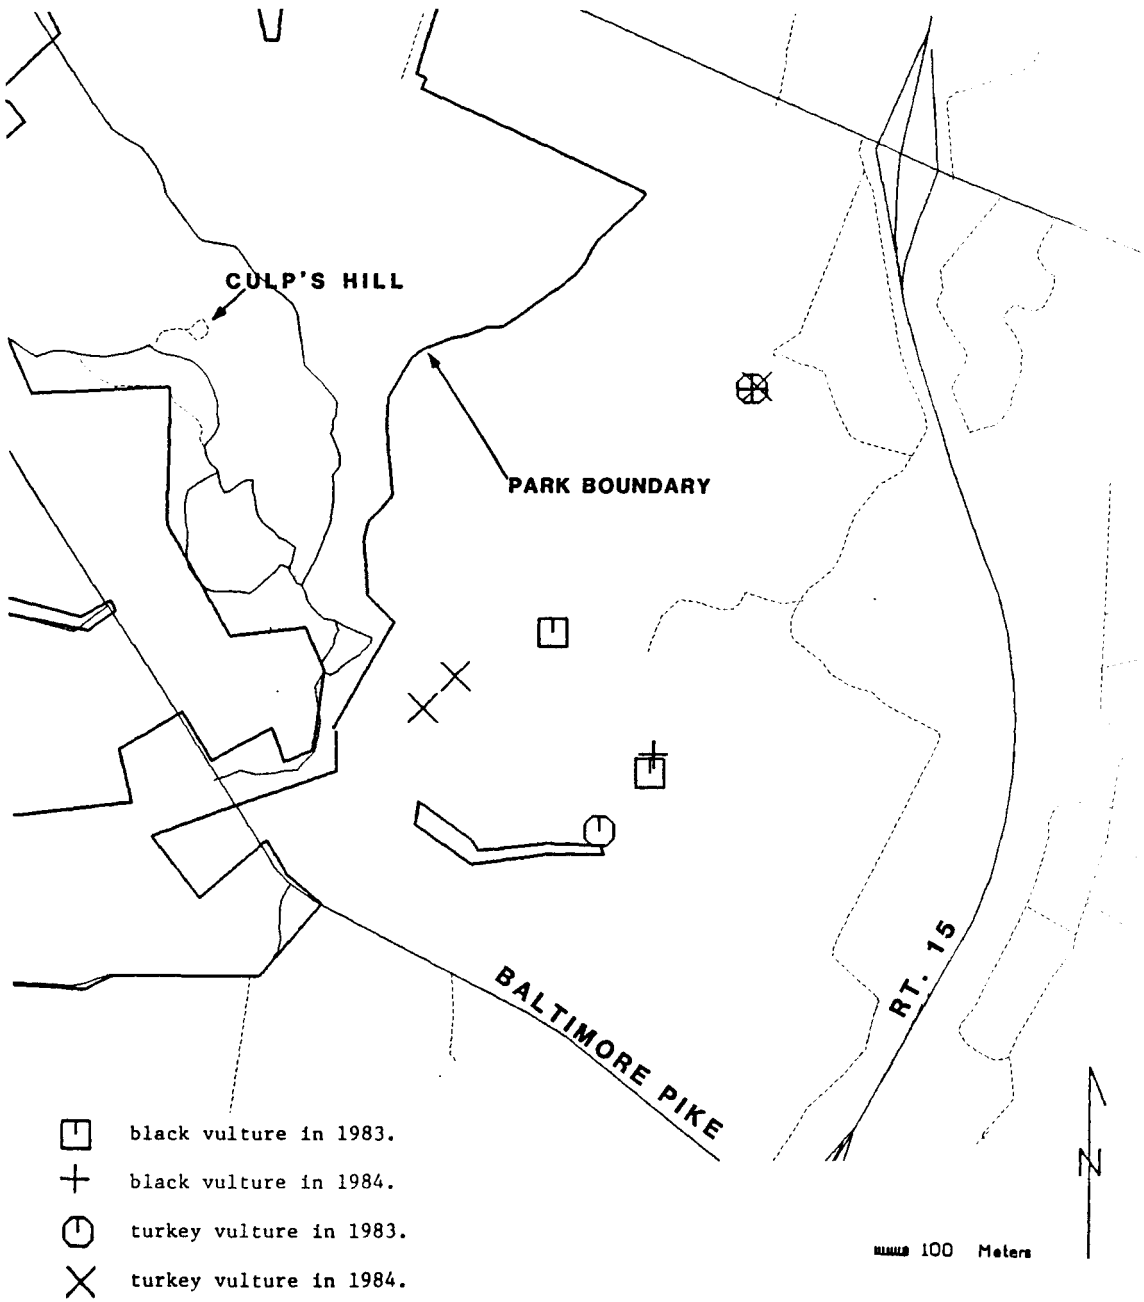 CULP'S HILL
PARK BOUNDARY
RT. 15
BALTIMORE PIKE
black vulture in 1983.
black vulture in 1984.
turkey vulture in 1983.
turkey vulture in 1984.
N
100 Meters